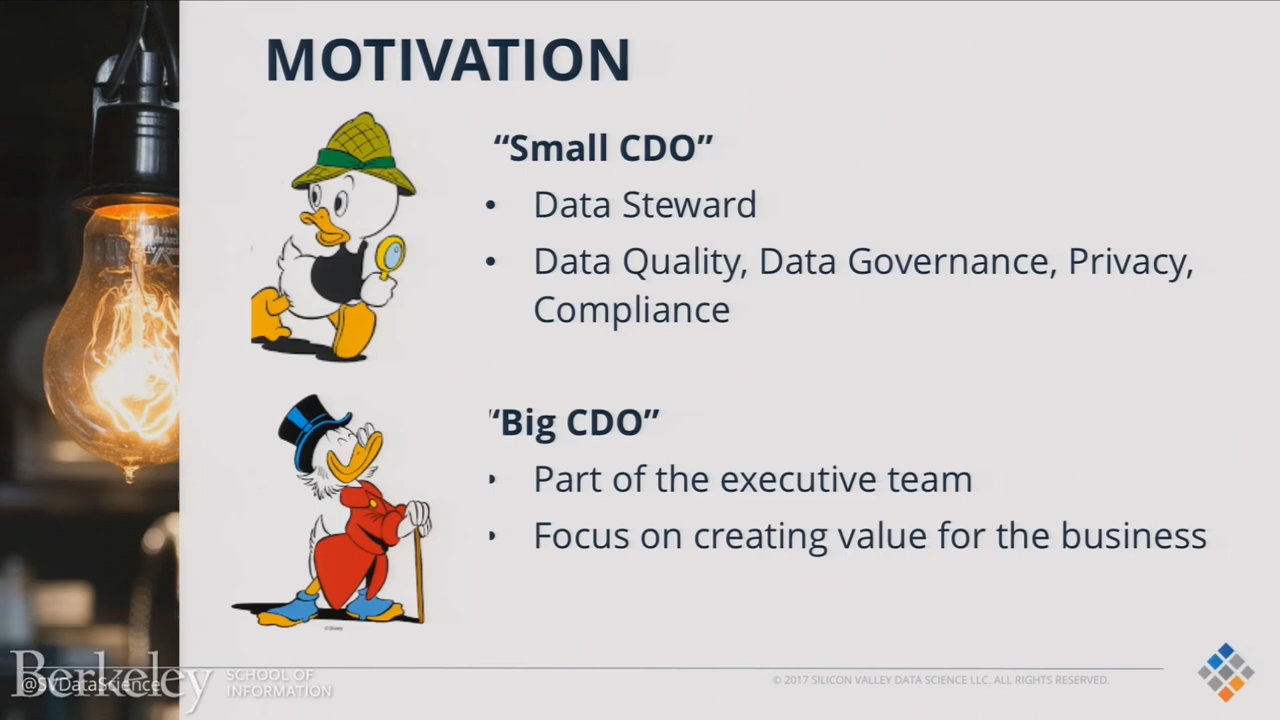 MOTIVATION
“Small CDO”
• Data Steward
• Data Quality, Data Governance, Privacy,
Compliance
“Big CDO”
• Part of the executive team
• Focus on creating value for the business
© Disney
Berkeley
SCHOOL OF
INFORMATION
@SVDataScience
© 2017 SILICON VALLEY DATA SCIENCE LLC. ALL RIGHTS RESERVED.